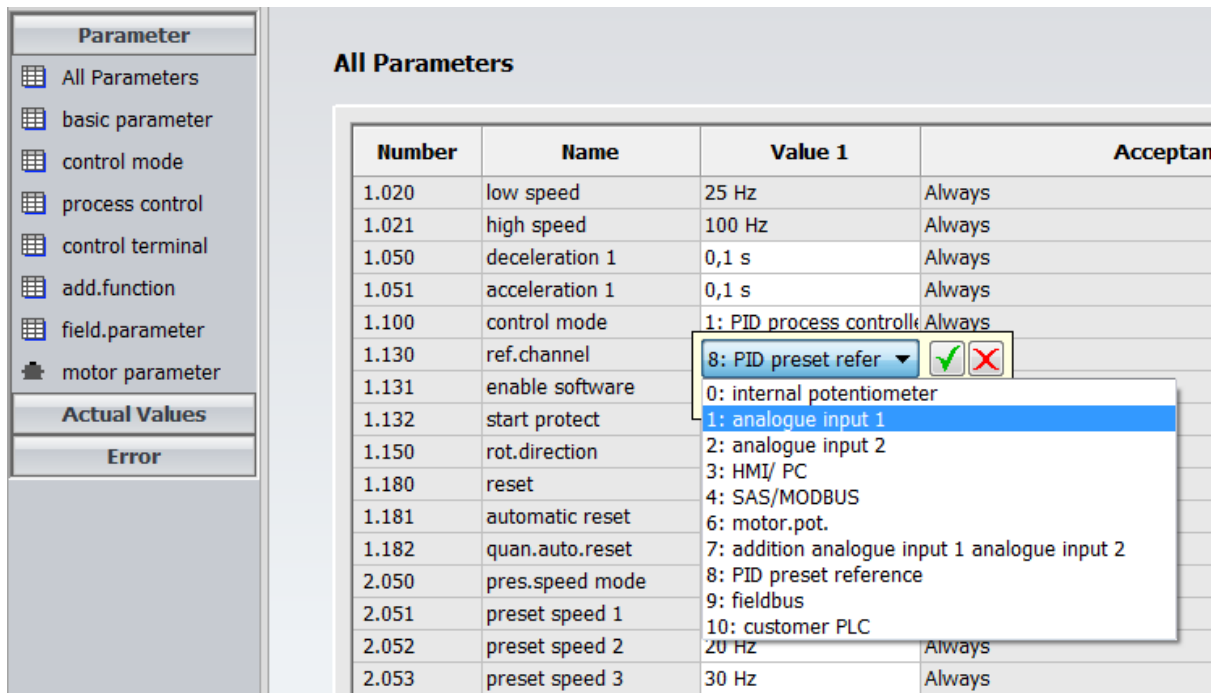 Parameter
All Parameters
basic parameter
control mode
process control
control terminal
add.function
field.parameter
motor parameter
Actual Values
Error
All Parameters
Number Name Value 1
1.020 low speed 25 Hz Always
1.021 high speed 100 Hz Always
1.050 deceleration 1 0,1 s Always
1.051 acceleration 1 0,1 s Always
1.100 control mode 1: PID process Always
1.130 ref.channel 8: PID preset refer
1.131 enable software 0: internal potentiometer
1.132 start protect 1: analogue input 1
1.150 rot.direction 2: analogue input 2
3: HMI/ PC
1.180 reset 4: SAS/MODBUS
1.181 automatic reset 6: motor.pot.
1.182 quan.auto.reset 7: addition analogue input 1 analogue input 2
2.050 pres.speed mode 8: PID preset reference
2.051 preset speed 1 9: fieldbus
10: customer PLC
2.052 preset speed 2 20 Hz Always
2.053 preset speed 3 30 Hz Always